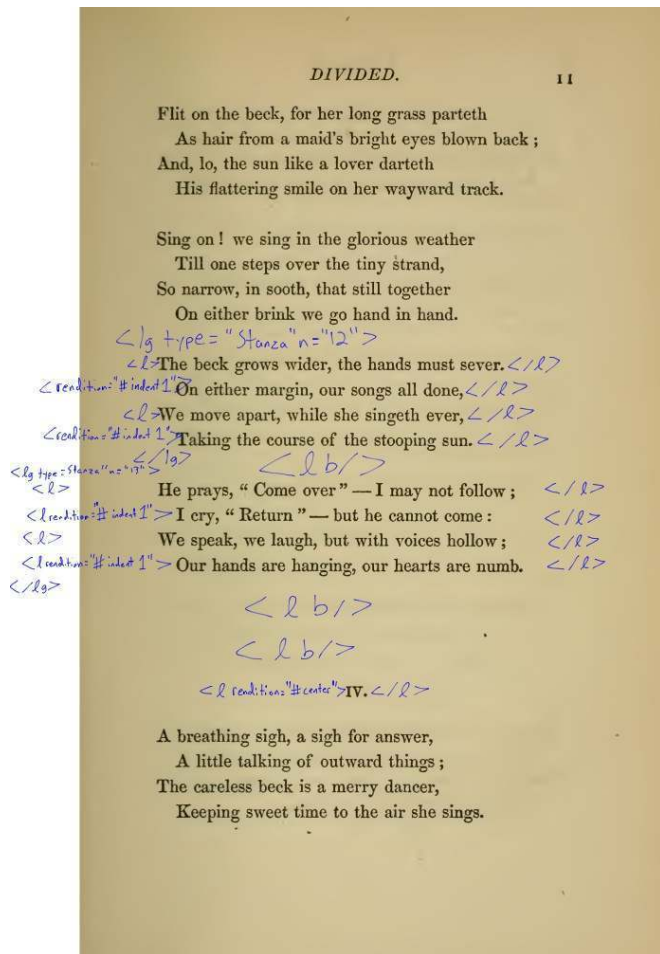 DIVIDED. 11
Flit on the beck, for her long grass parteth
As hair from a maid's bright eyes blown back ;
And, lo, the sun like a lover darteth
His flattering smile on her wayward track.
Sing on ! we sing in the glorious weather
Till one steps over the tiny strand,
So narrow, in sooth, that still together
On either brink we go hand in hand.
<lg type="Stanza"n="12">
<l>The beck grows wider, the hands must sever.</l>
<rendition="#indent1">On either margin, our songs all done,</l>
<l>We move apart, while she singeth ever,</l>
<rendition="#indent 1">Taking the course of the stooping sun.</l>
</lg> <lb/>
<lg type="Stanza"n="13">
<l> He prays, “ Come over ” — I may not follow ; </l>
<l rendition="#indent 1"> I cry, “ Return ” — but he cannot come : </l>
<l> We speak, we laugh, but with voices hollow ; </l>
<l rendition="#indent 1"> Our hands are hanging, our hearts are numb. </l>
</lg>
<lb/>
<lb/>
<l rendition="#center">IV.</l>
A breathing sigh, a sigh for answer,
A little talking of outward things ;
The careless beck is a merry dancer,
Keeping sweet time to the air she sings.